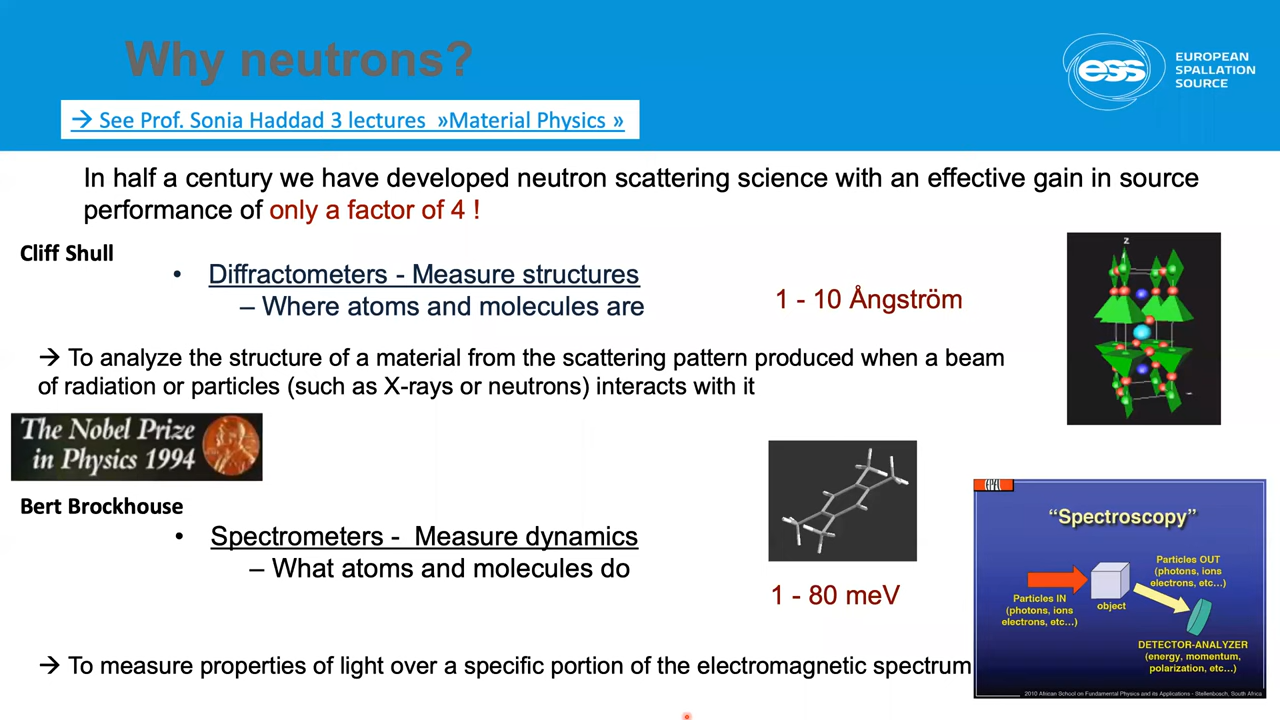 Why neutrons?
ess
EUROPEAN
SPALLATION
SOURCE
→ See Prof. Sonia Haddad 3 lectures »Material Physics »
In half a century we have developed neutron scattering science with an effective gain in source
performance of only a factor of 4 !
Cliff Shull
• Diffractometers - Measure structures
– Where atoms and molecules are
1 - 10 Ångström
z
→ To analyze the structure of a material from the scattering pattern produced when a beam
of radiation or particles (such as X-rays or neutrons) interacts with it
The Nobel Prize
in Physics 1994
Bert Brockhouse
• Spectrometers - Measure dynamics
– What atoms and molecules do
1 - 80 meV
“Spectroscopy”
Particles OUT
(photons, ions
electrons, etc...)
Particles IN
(photons, ions
electrons, etc...)
object
DETECTOR-ANALYZER
(energy, momentum,
polarization, etc...)
2010 African School on Fundamental Physics and its Applications - Stellenbosch, South Africa
→ To measure properties of light over a specific portion of the electromagnetic spectrum